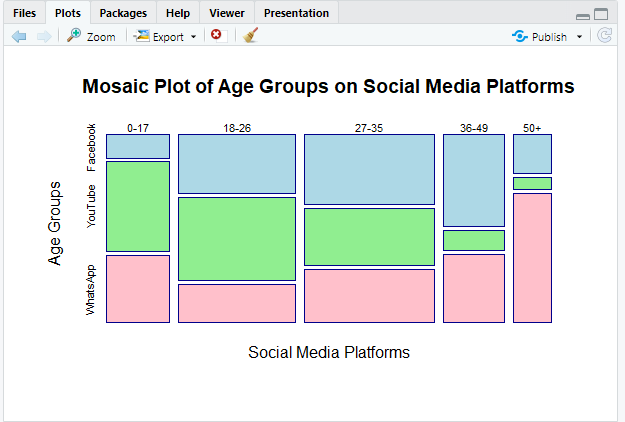 Files Plots Packages Help Viewer Presentation
Zoom Export Publish
Mosaic Plot of Age Groups on Social Media Platforms
0-17 18-26 27-35 36-49 50+
Facebook
YouTube
WhatsApp
Age Groups
Social Media Platforms